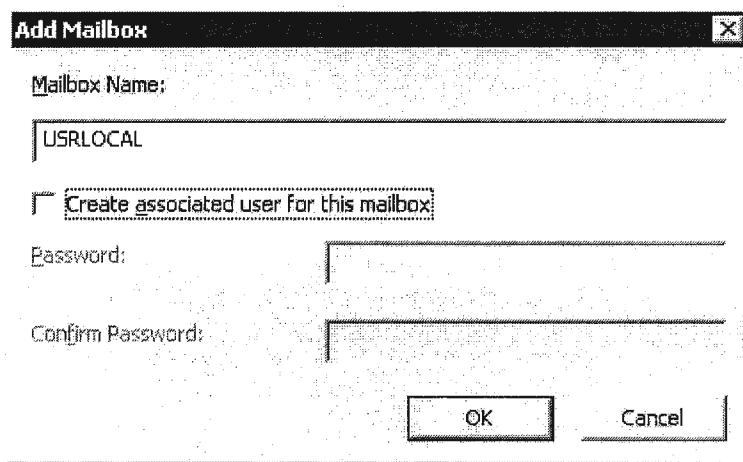 Add Mailbox
Mailbox Name:
USRLOCAL
Create associated user for this mailbox
Password:
Confirm Password:
OK Cancel